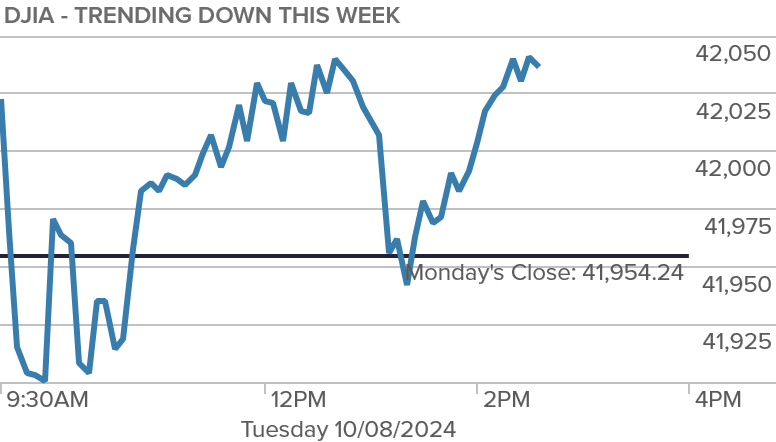 DJIA - TRENDING DOWN THIS WEEK
42,050
42,025
42,000
41,975
Monday's Close: 41,954.24
41,950
41,925
9:30AM 12PM 2PM 4PM
Tuesday 10/08/2024